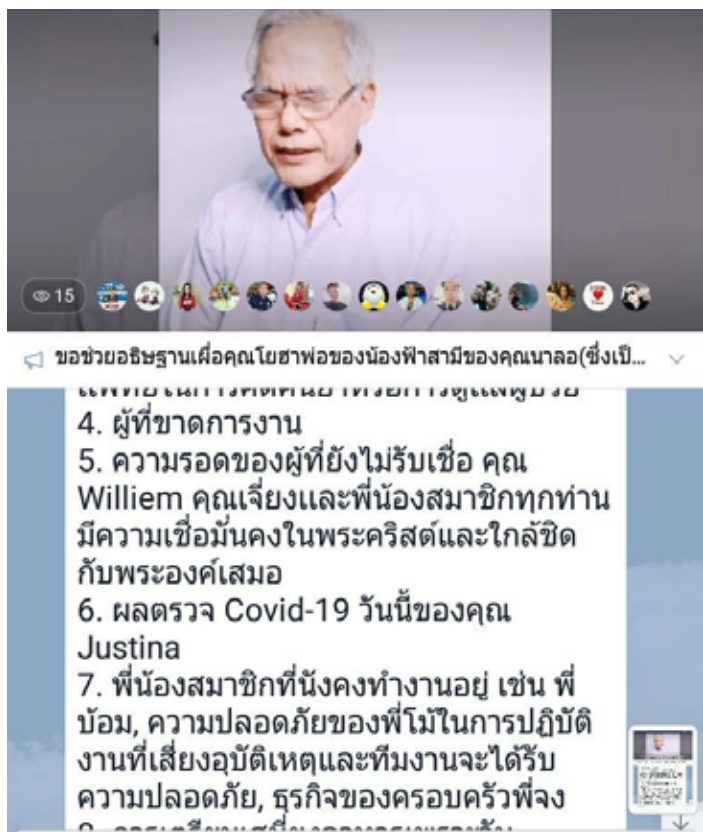 15
ขอช่วยอธิษฐานเผื่อคุณโยฮาพ่อของน้องฟ้าสามีของคุณนาลอ(ซึ่งเป็...
4. ผู้ที่ขาดการงาน
5. ความรอดของผู้ที่ยังไม่รับเชื่อ คุณ
Williem คุณเจี่ยงและพี่น้องสมาชิกทุกท่าน
มีความเชื่อมั่นคงในพระคริสต์และใกล้ชิด
กับพระองค์เสมอ
6. ผลตรวจ Covid-19 วันนี้ของคุณ
Justina
7. พี่น้องสมาชิกที่นังคงทำงานอยู่ เช่น พี่
บ้อม, ความปลอดภัยของพี่โม้ในการปฏิบัติ
งานที่เสี่ยงอุบัติเหตุและทีมงานจะได้รับ
ความปลอดภัย, ธุรกิจของครอบครัวพี่จง